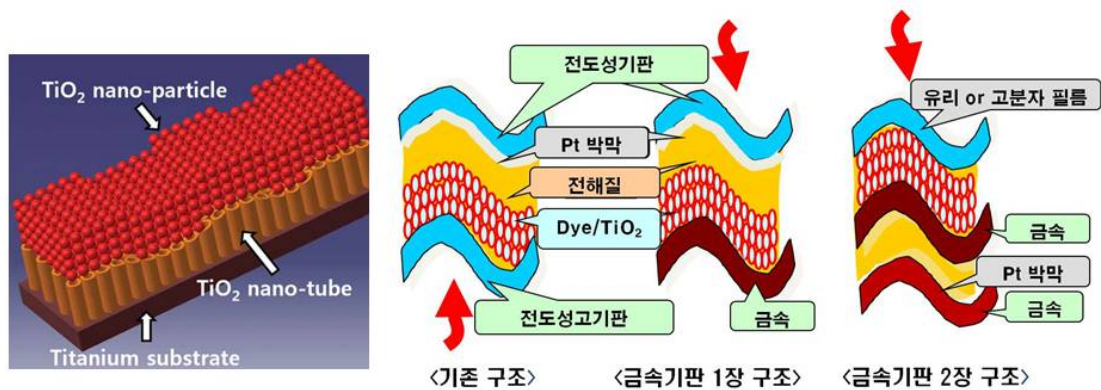 TiO₂ nano-particle
TiO₂ nano-tube
Titanium substrate
전도성기판
Pt 박막
전해질
Dye/TiO₂
전도성고기판
금속
유리 or 고분자 필름
금속
Pt 박막
금속
<기존 구조>
<금속기판 1장 구조>
<금속기판 2장 구조>